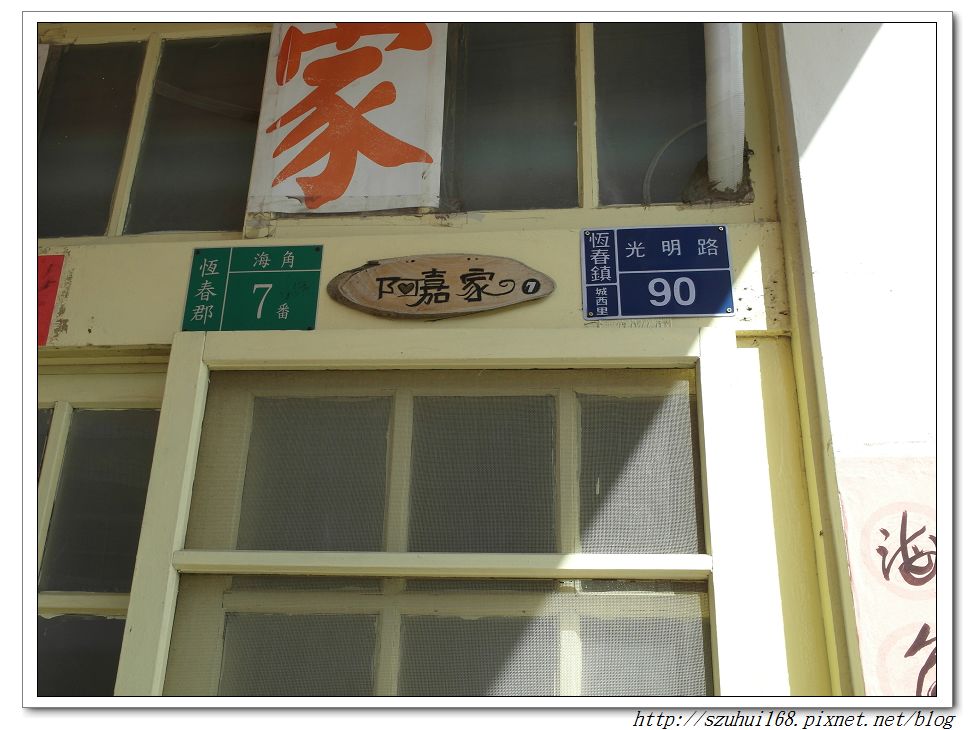 家
恆春郡
海角
7番
阿嘉家 7
恆春鎮
城西里
光明路
90
海
http://szuhui168.pixnet.net/blog